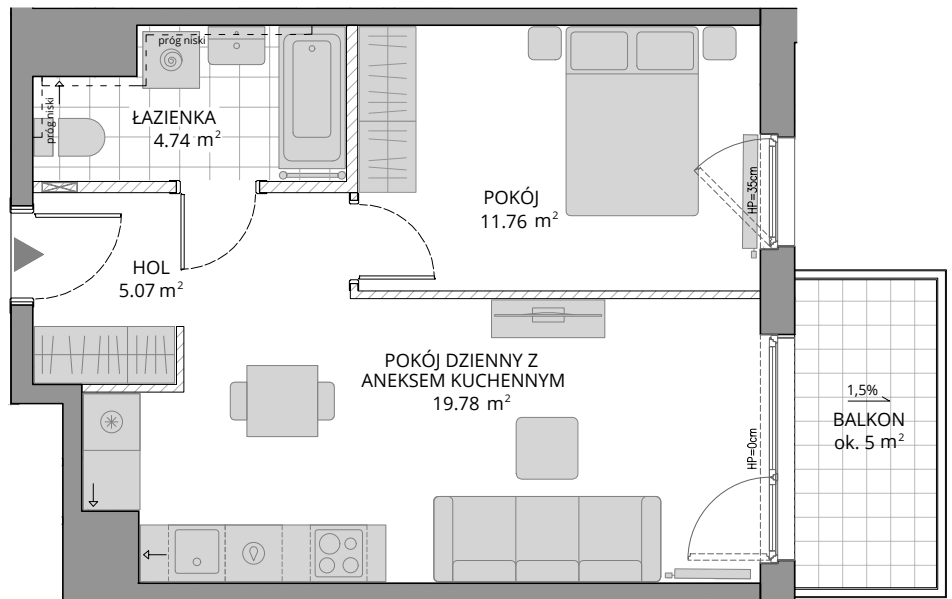 próg niski
próg niski
ŁAZIENKA
4.74 m²
POKÓJ
11.76 m²
HP=35cm
HOL
5.07 m²
POKÓJ DZIENNY Z
ANEKSEM KUCHENNYM
19.78 m²
HP=0cm
1,5%
BALKON
ok. 5 m²